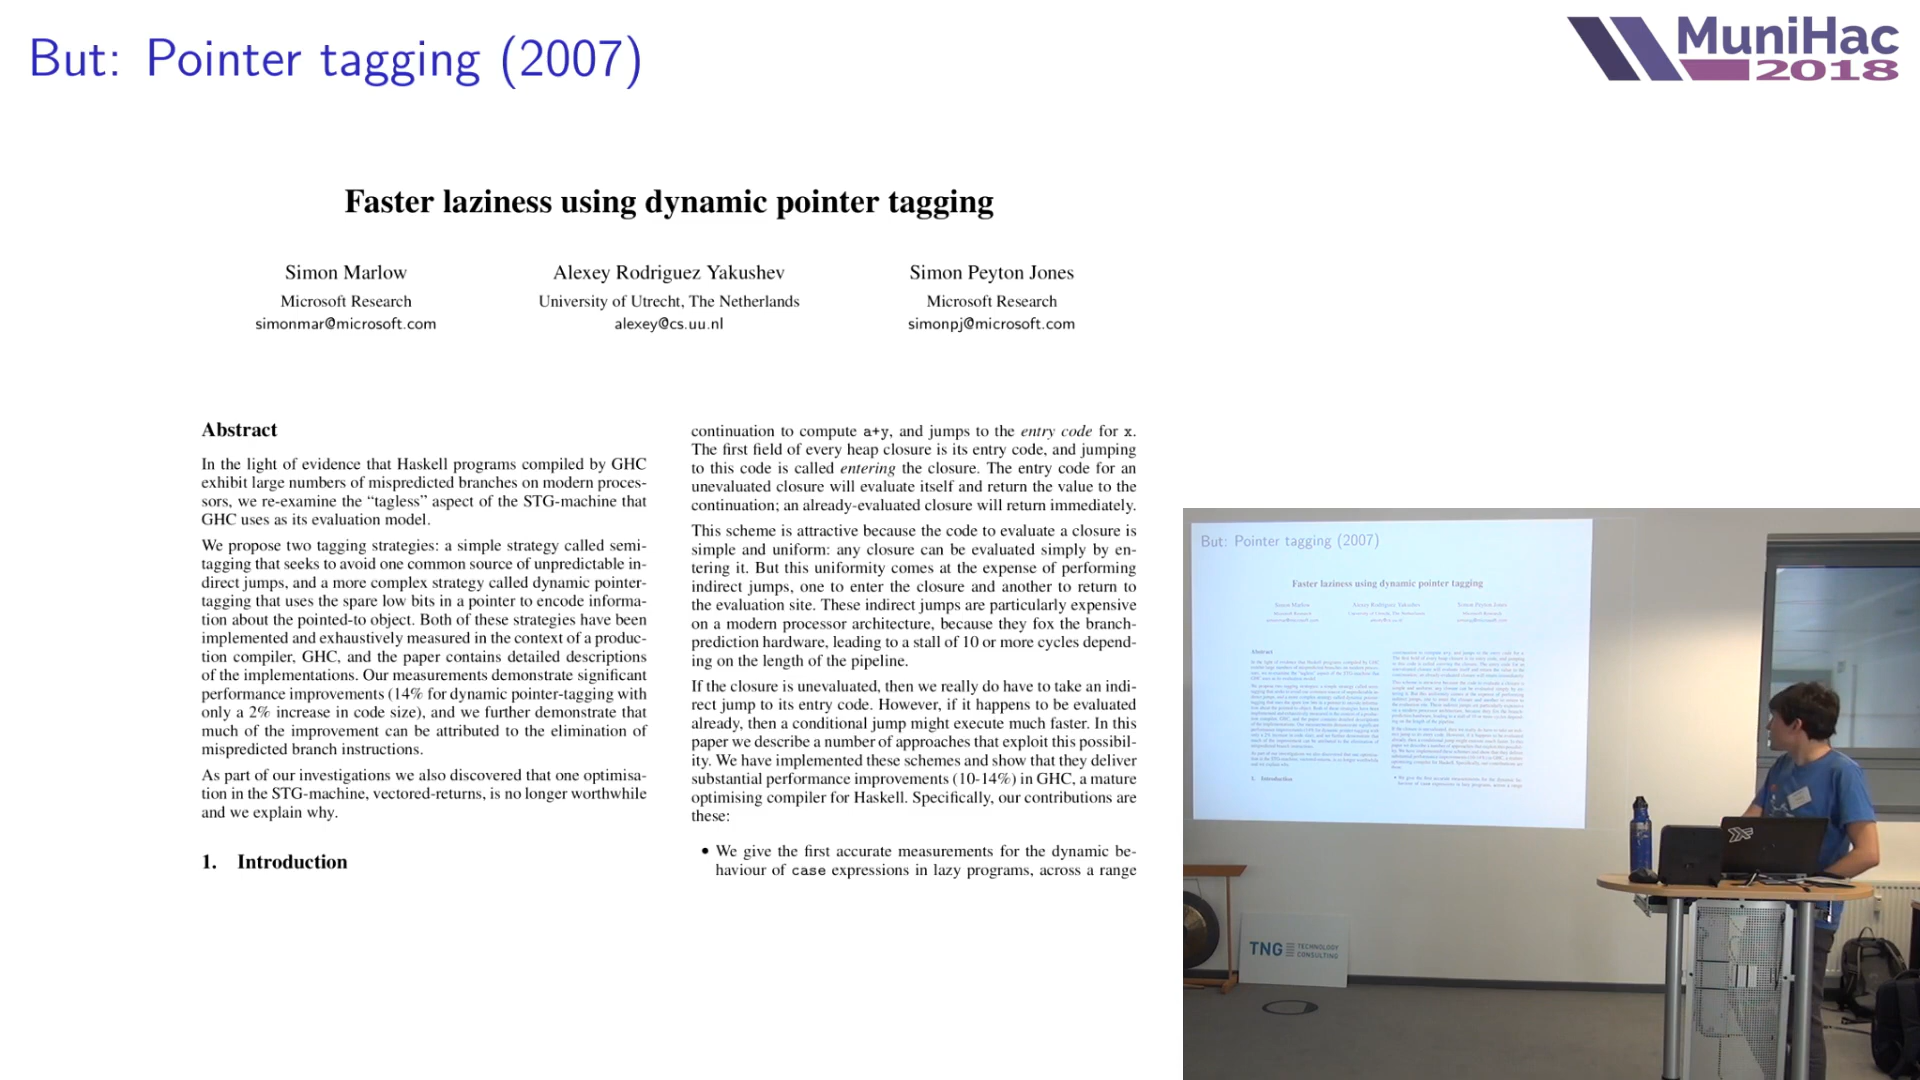 But: Pointer tagging (2007)
MuniHac
2018
Faster laziness using dynamic pointer tagging
Simon Marlow
Microsoft Research
simonmar@microsoft.com
Alexey Rodriguez Yakushev
University of Utrecht, The Netherlands
alexey@cs.uu.nl
Simon Peyton Jones
Microsoft Research
simonpj@microsoft.com
Abstract
In the light of evidence that Haskell programs compiled by GHC
exhibit large numbers of mispredicted branches on modern proces-
sors, we re-examine the “tagless” aspect of the STG-machine that
GHC uses as its evaluation model.
We propose two tagging strategies: a simple strategy called semi-
tagging that seeks to avoid one common source of unpredictable in-
direct jumps, and a more complex strategy called dynamic pointer-
tagging that uses the spare low bits in a pointer to encode informa-
tion about the pointed-to object. Both of these strategies have been
implemented and exhaustively measured in the context of a produc-
tion compiler, GHC, and the paper contains detailed descriptions
of the implementations. Our measurements demonstrate significant
performance improvements (14% for dynamic pointer-tagging with
only a 2% increase in code size), and we further demonstrate that
much of the improvement can be attributed to the elimination of
mispredicted branch instructions.
As part of our investigations we also discovered that one optimisa-
tion in the STG-machine, vectored-returns, is no longer worthwhile
and we explain why.
1. Introduction
continuation to compute a+y, and jumps to the entry code for x.
The first field of every heap closure is its entry code, and jumping
to this code is called entering the closure. The entry code for an
unevaluated closure will evaluate itself and return the value to the
continuation; an already-evaluated closure will return immediately.
This scheme is attractive because the code to evaluate a closure is
simple and uniform: any closure can be evaluated simply by en-
tering it. But this uniformity comes at the expense of performing
indirect jumps, one to enter the closure and another to return to
the evaluation site. These indirect jumps are particularly expensive
on a modern processor architecture, because they fox the branch-
prediction hardware, leading to a stall of 10 or more cycles depend-
ing on the length of the pipeline.
If the closure is unevaluated, then we really do have to take an indi-
rect jump to its entry code. However, if it happens to be evaluated
already, then a conditional jump might execute much faster. In this
paper we describe a number of approaches that exploit this possibil-
ity. We have implemented these schemes and show that they deliver
substantial performance improvements (10-14%) in GHC, a mature
optimising compiler for Haskell. Specifically, our contributions are
these:
• We give the first accurate measurements for the dynamic be-
haviour of case expressions in lazy programs, across a range
But: Pointer tagging (2007)
Faster laziness using dynamic pointer tagging
Simon Marlow
Alexey Rodriguez Yakushev
Simon Peyton Jones
Abstract
1. Introduction
TNG TECHNOLOGY
CONSULTING